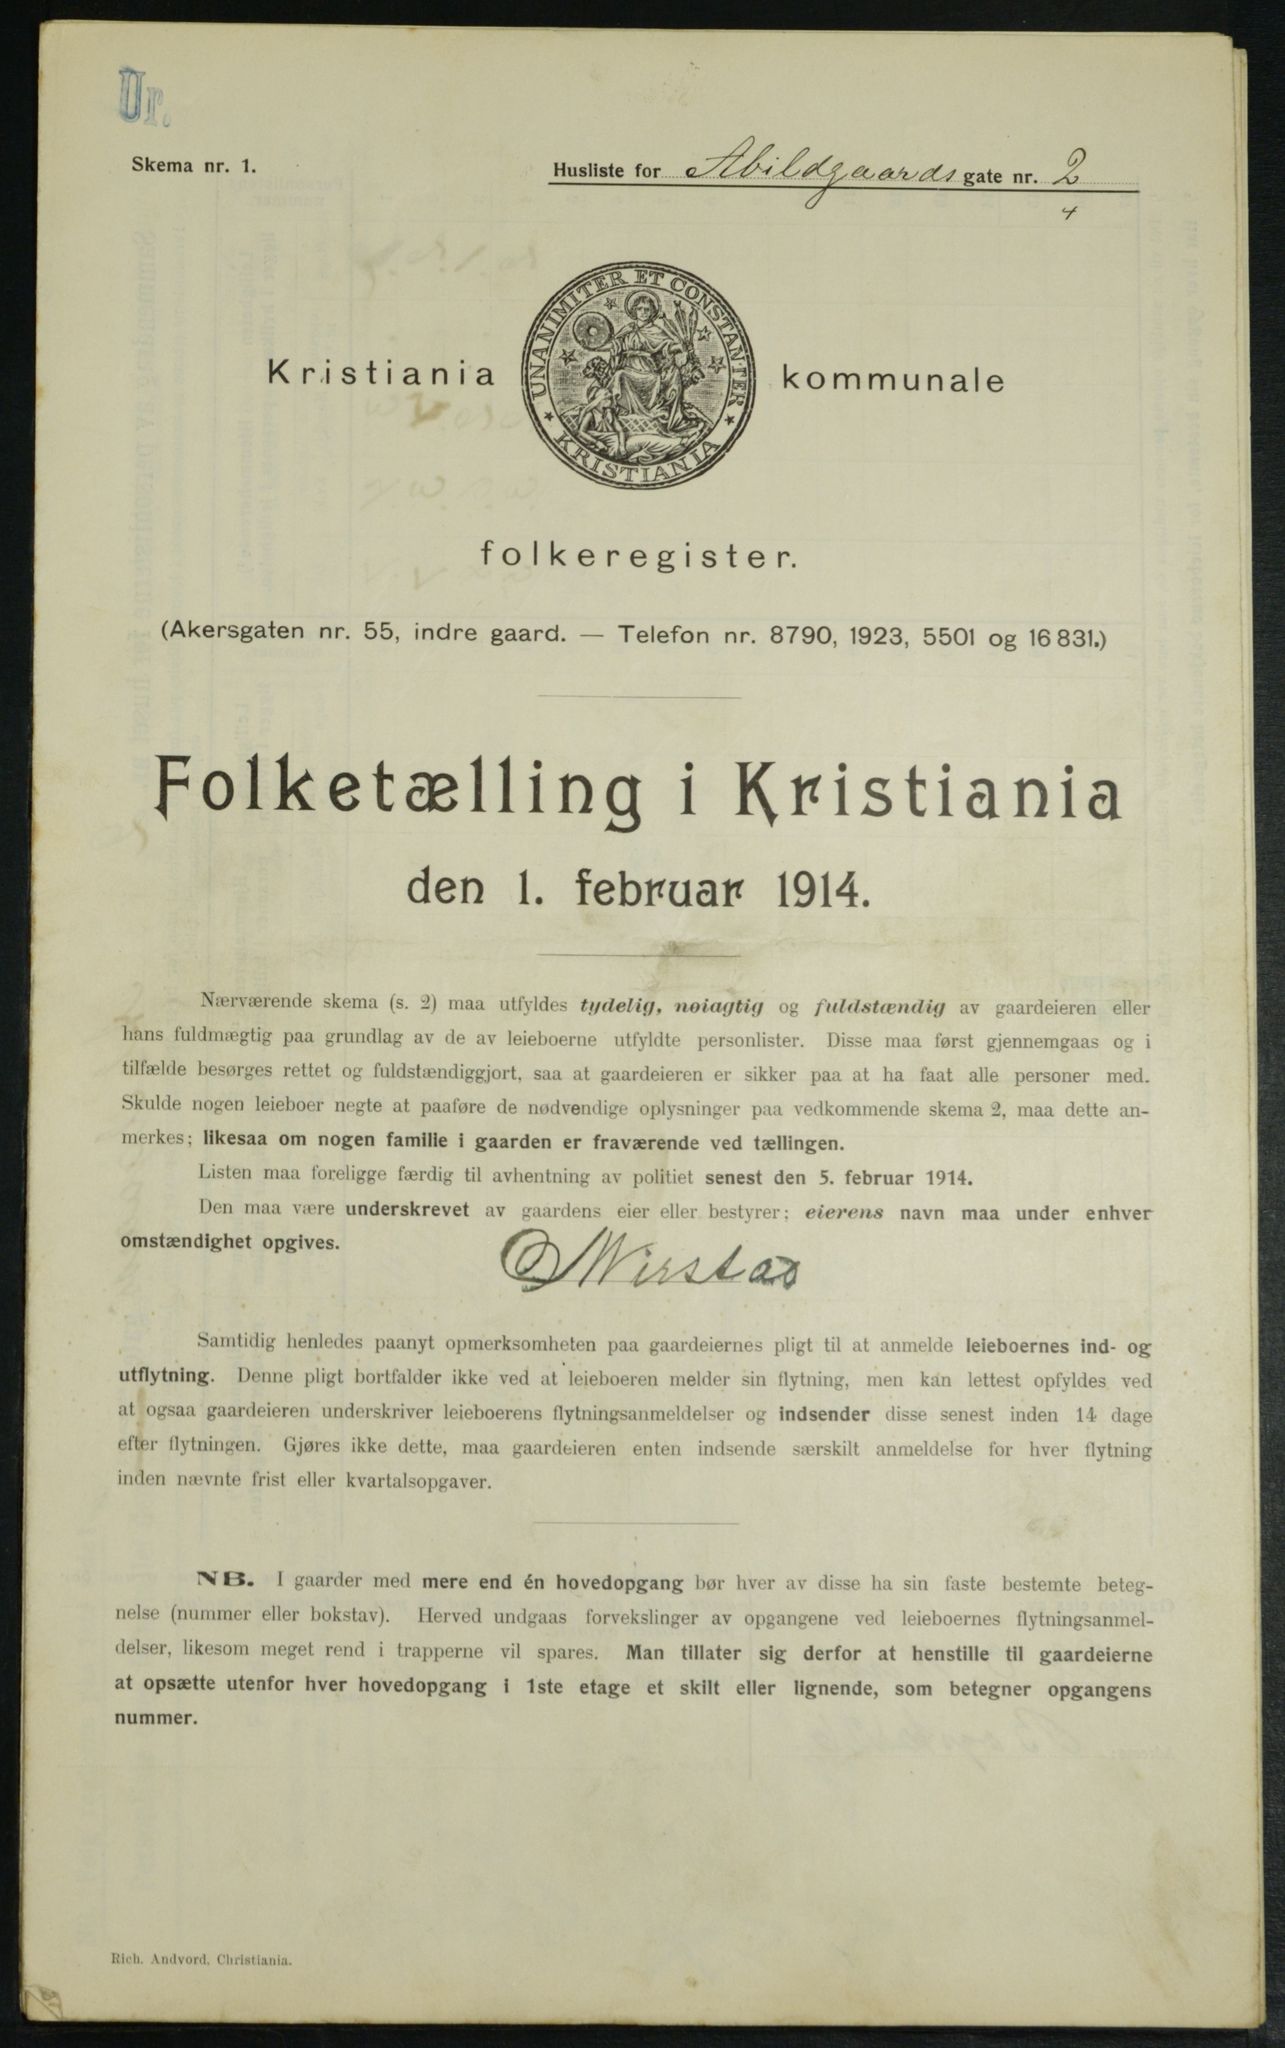 Ur.
Skema nr. 1.
Husliste for Abildgaards gate nr. 2
4
UNANIMITER ET CONSTANTER
KRISTIANIA
Kristiania kommunale
folkeregister.
(Akersgaten nr. 55, indre gaard. — Telefon nr. 8790, 1923, 5501 og 16 831.)
Folketælling i Kristiania
den 1. februar 1914.
Nærværende skema (s. 2) maa utfyldes tydelig, nøiagtig og fuldstændig av gaardeieren eller
hans fuldmægtig paa grundlag av de av leieboerne utfyldte personlister. Disse maa først gjennemgaas og i
tilfælde besørges rettet og fuldstændiggjort, saa at gaardeieren er sikker paa at ha faat alle personer med.
Skulde nogen leieboer negte at paaføre de nødvendige oplysninger paa vedkommende skema 2, maa dette an-
merkes; likesaa om nogen familie i gaarden er fraværende ved tællingen.
Listen maa foreligge færdig til avhentning av politiet senest den 5. februar 1914.
Den maa være underskrevet av gaardens eier eller bestyrer; eierens navn maa under enhver
omstændighet opgives.
Wirstad
Samtidig henledes paanyt opmerksomheten paa gaardeiernes pligt til at anmelde leieboernes ind- og
utflytning. Denne pligt bortfalder ikke ved at leieboeren melder sin flytning, men kan lettest opfyldes ved
at ogsaa gaardeieren underskriver leieboerens flytningsanmeldelser og indsender disse senest inden 14 dage
efter flytningen. Gjøres ikke dette, maa gaardeieren enten indsende særskilt anmeldelse for hver flytning
inden nævnte frist eller kvartalsopgaver.
NB. I gaarder med mere end én hovedopgang bør hver av disse ha sin faste bestemte beteg-
nelse (nummer eller bokstav). Herved undgaas forvekslinger av opgangene ved leieboernes flytningsanmel-
delser, likesom meget rend i trapperne vil spares. Man tillater sig derfor at henstille til gaardeierne
at opsætte utenfor hver hovedopgang i 1ste etage et skilt eller lignende, som betegner opgangens
nummer.
Rich. Andvord. Christiania.